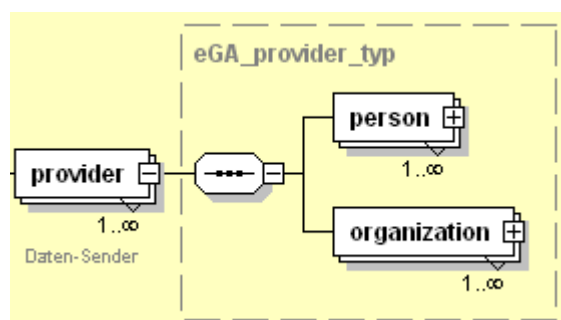 eGA_provider_typ
person
1..∞
provider
1..∞
Daten-Sender
organization
1..∞